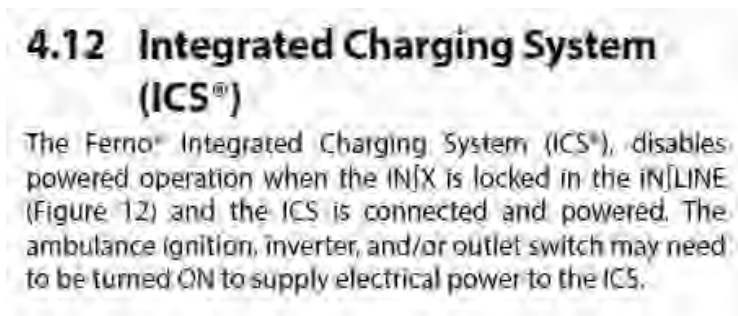 4.12 Integrated Charging System
(ICS®)
The Ferno® Integrated Charging System (ICS®), disables
powered operation when the iN∫X is locked in the iN∫LINE
(Figure 12) and the ICS is connected and powered. The
ambulance ignition, inverter, and/or outlet switch may need
to be turned ON to supply electrical power to the ICS.